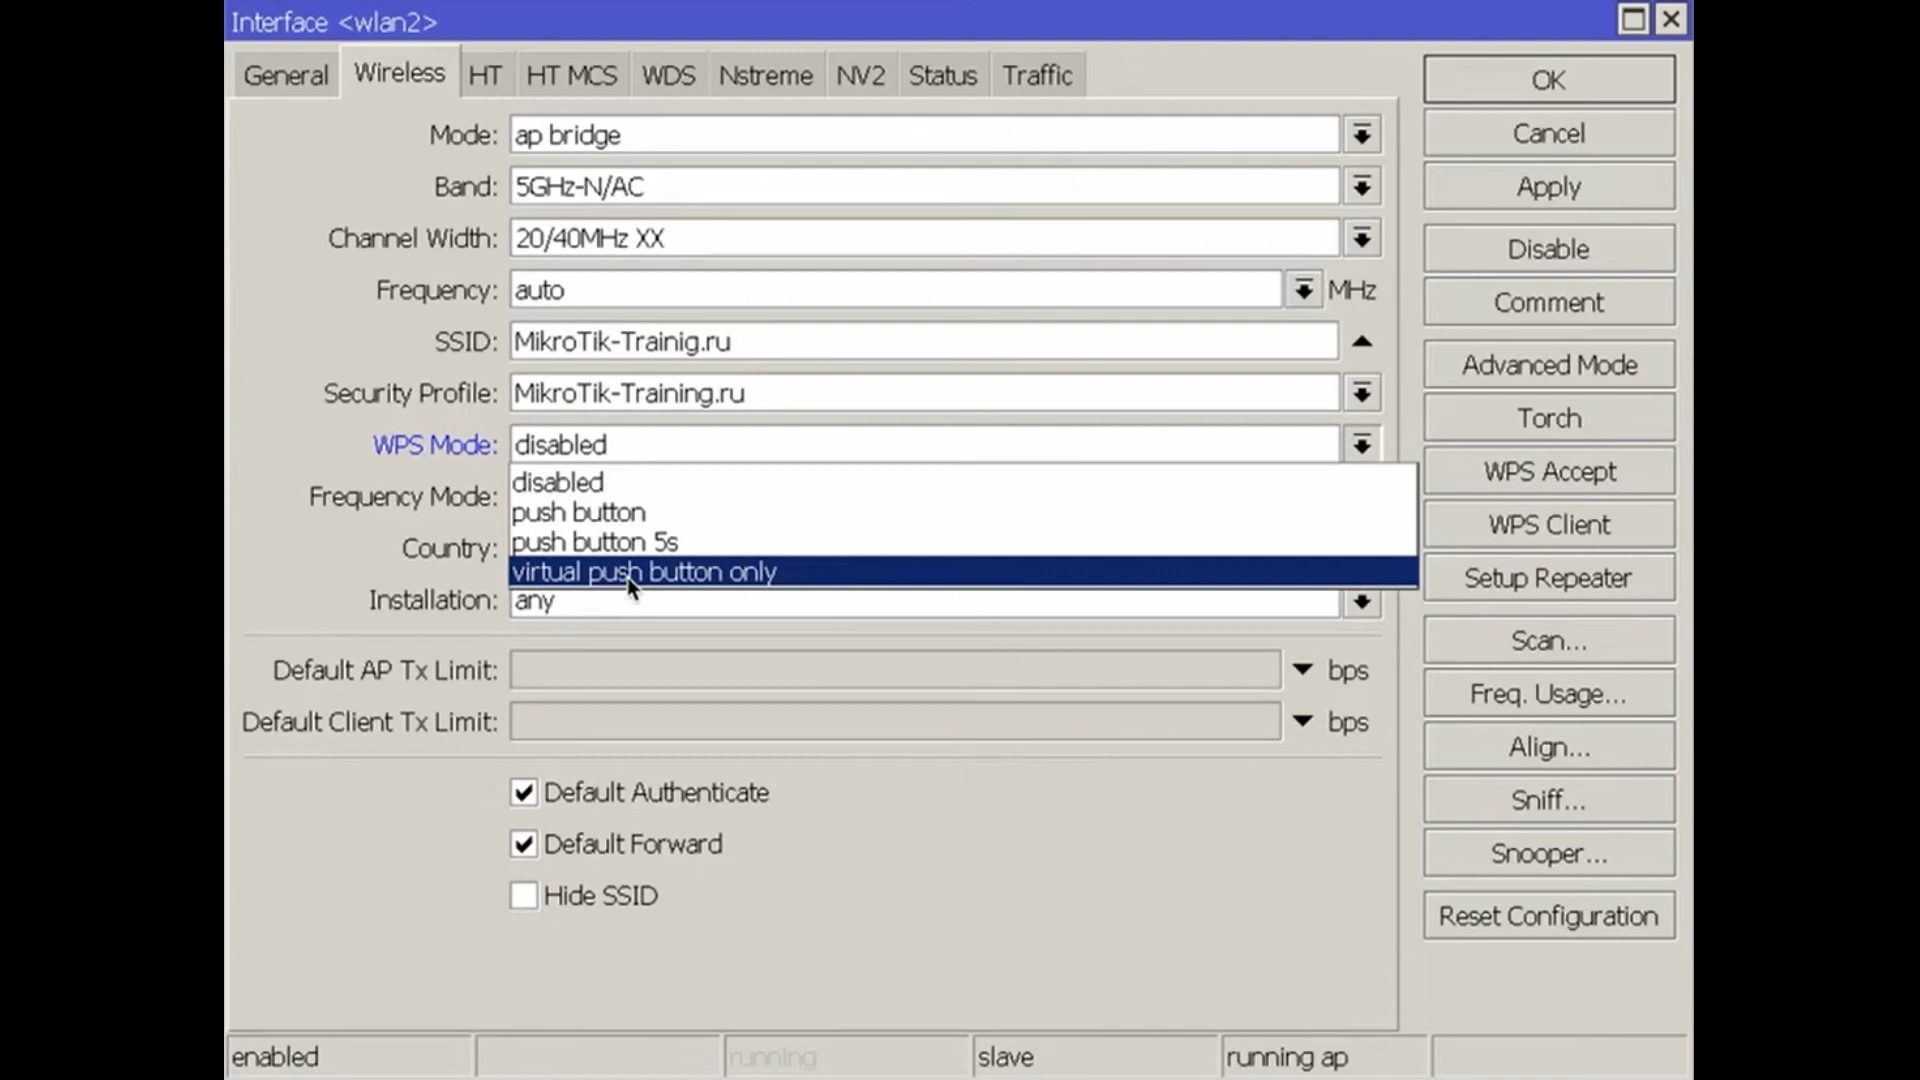 Interface <wlan2>
General Wireless HT HT MCS WDS Nstreme NV2 Status Traffic
Mode: ap bridge
Band: 5GHz-N/AC
Channel Width: 20/40MHz XX
Frequency: auto MHz
SSID: MikroTik-Trainig.ru
Security Profile: MikroTik-Training.ru
WPS Mode: disabled
disabled
Frequency Mode:
push button
push button 5s
Country:
virtual push button only
Installation: any
Default AP Tx Limit: bps
Default Client Tx Limit: bps
Default Authenticate
Default Forward
Hide SSID
OK
Cancel
Apply
Disable
Comment
Advanced Mode
Torch
WPS Accept
WPS Client
Setup Repeater
Scan...
Freq. Usage...
Align...
Sniff...
Snooper...
Reset Configuration
enabled running slave running ap